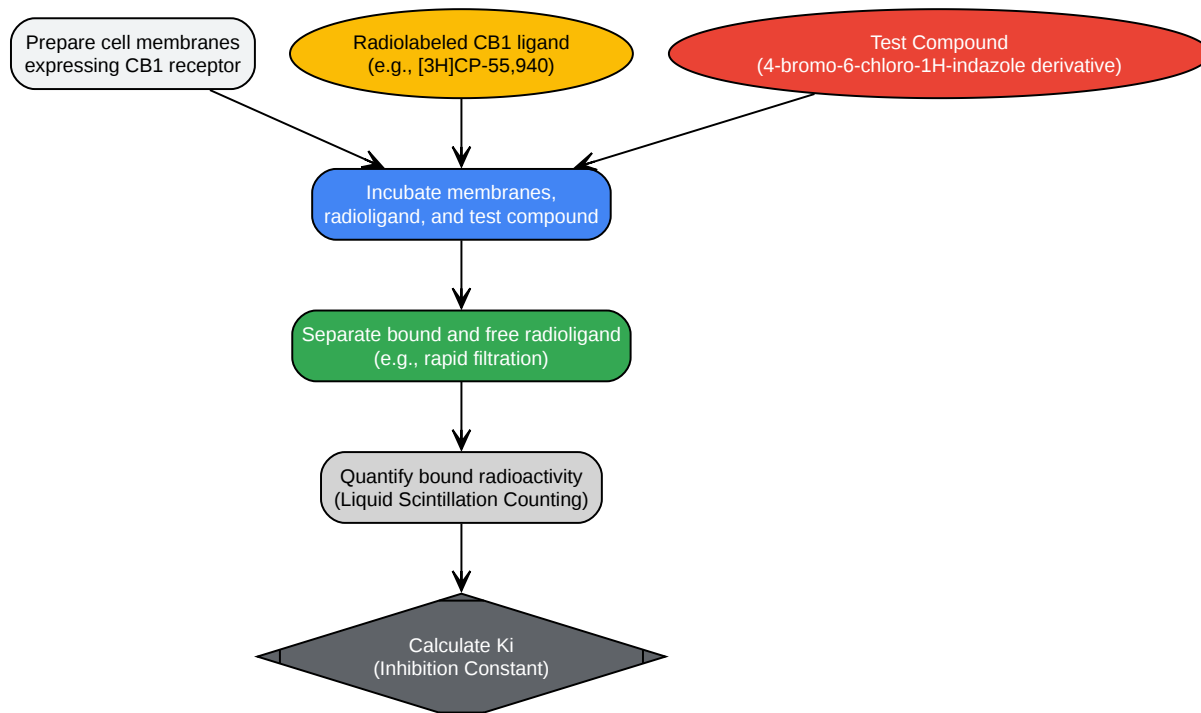 Prepare cell membranes
expressing CB1 receptor
Radiolabeled CB1 ligand
(e.g., [3H]CP-55,940)
Test Compound
(4-bromo-6-chloro-1H-indazole derivative)
Incubate membranes,
radioligand, and test compound
Separate bound and free radioligand
(e.g., rapid filtration)
Quantify bound radioactivity
(Liquid Scintillation Counting)
Calculate Ki
(Inhibition Constant)